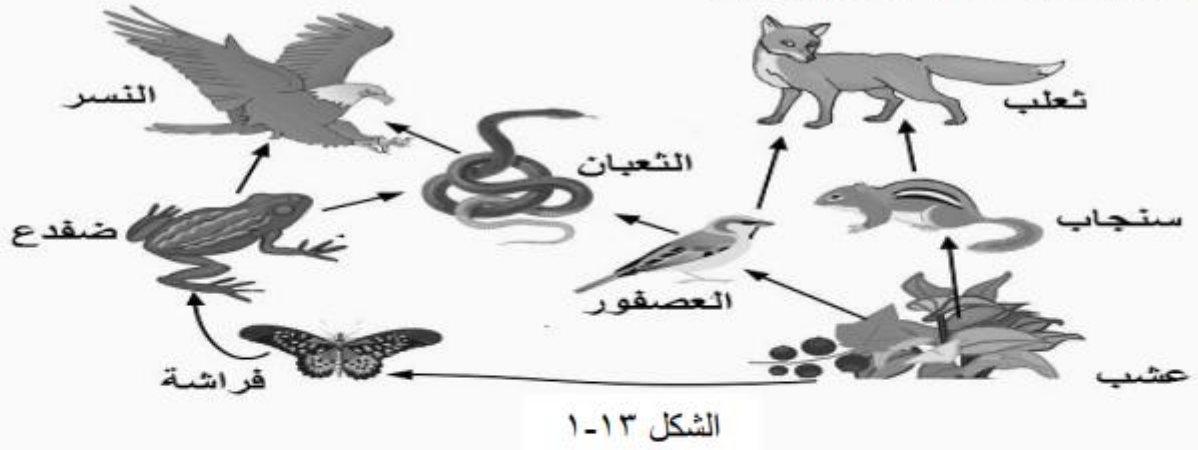 النسر
ثعلب
الثعبان
ضفدع
سنجاب
العصفور
فراشة
عشب
الشكل ١٣-١